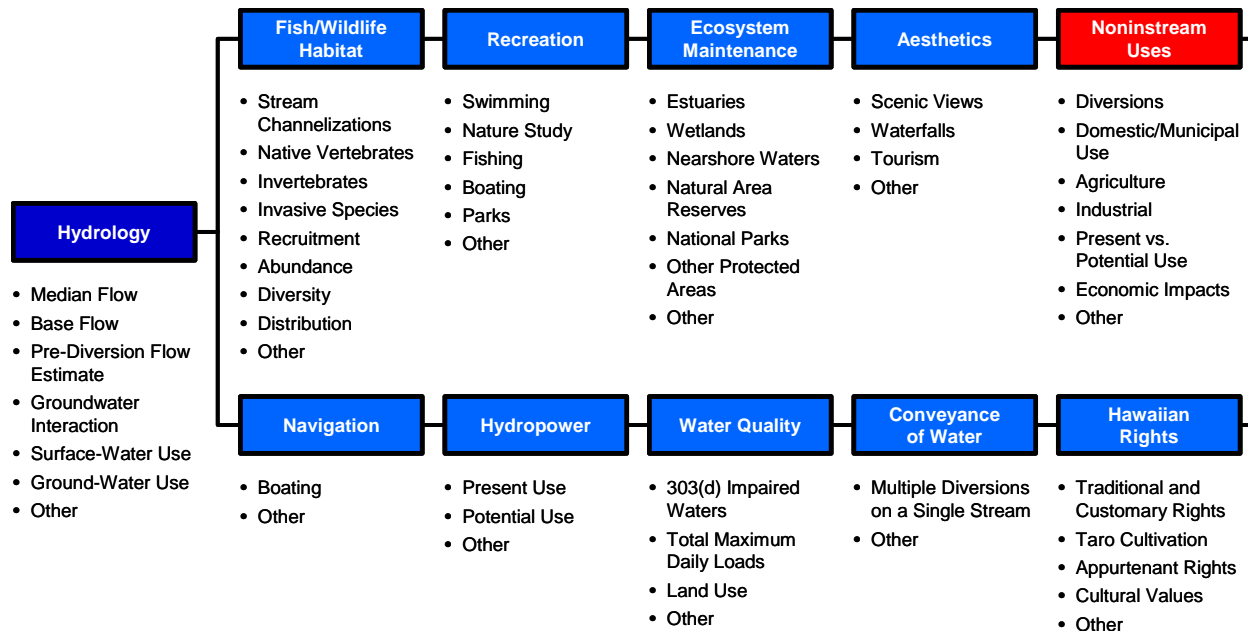 Fish/Wildlife
Habitat
Recreation
Ecosystem
Maintenance
Aesthetics
Noninstream
Uses
• Stream
Channelizations
• Native Vertebrates
• Invertebrates
• Invasive Species
• Recruitment
• Abundance
• Diversity
• Distribution
• Other
• Swimming
• Nature Study
• Fishing
• Boating
• Parks
• Other
• Estuaries
• Wetlands
• Nearshore Waters
• Natural Area
Reserves
• National Parks
• Other Protected
Areas
• Other
• Scenic Views
• Waterfalls
• Tourism
• Other
• Diversions
• Domestic/Municipal
Use
• Agriculture
• Industrial
• Present vs.
Potential Use
• Economic Impacts
• Other
Hydrology
• Median Flow
• Base Flow
• Pre-Diversion Flow
Estimate
• Groundwater
Interaction
• Surface-Water Use
• Ground-Water Use
• Other
Navigation
Hydropower
Water Quality
Conveyance
of Water
Hawaiian
Rights
• Boating
• Other
• Present Use
• Potential Use
• Other
• 303(d) Impaired
Waters
• Total Maximum
Daily Loads
• Land Use
• Other
• Multiple Diversions
on a Single Stream
• Other
• Traditional and
Customary Rights
• Taro Cultivation
• Appurtenant Rights
• Cultural Values
• Other